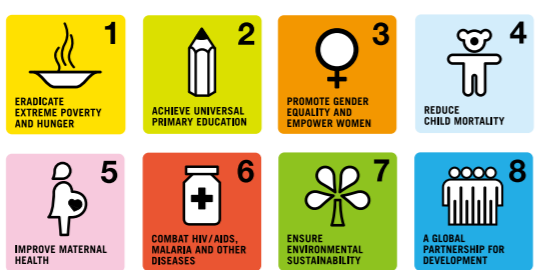 1
ERADICATE
EXTREME POVERTY
AND HUNGER
2
ACHIEVE UNIVERSAL
PRIMARY EDUCATION
3
PROMOTE GENDER
EQUALITY AND
EMPOWER WOMEN
4
REDUCE
CHILD MORTALITY
5
IMPROVE MATERNAL
HEALTH
6
COMBAT HIV/AIDS,
MALARIA AND OTHER
DISEASES
7
ENSURE
ENVIRONMENTAL
SUSTAINABILITY
8
A GLOBAL
PARTNERSHIP FOR
DEVELOPMENT